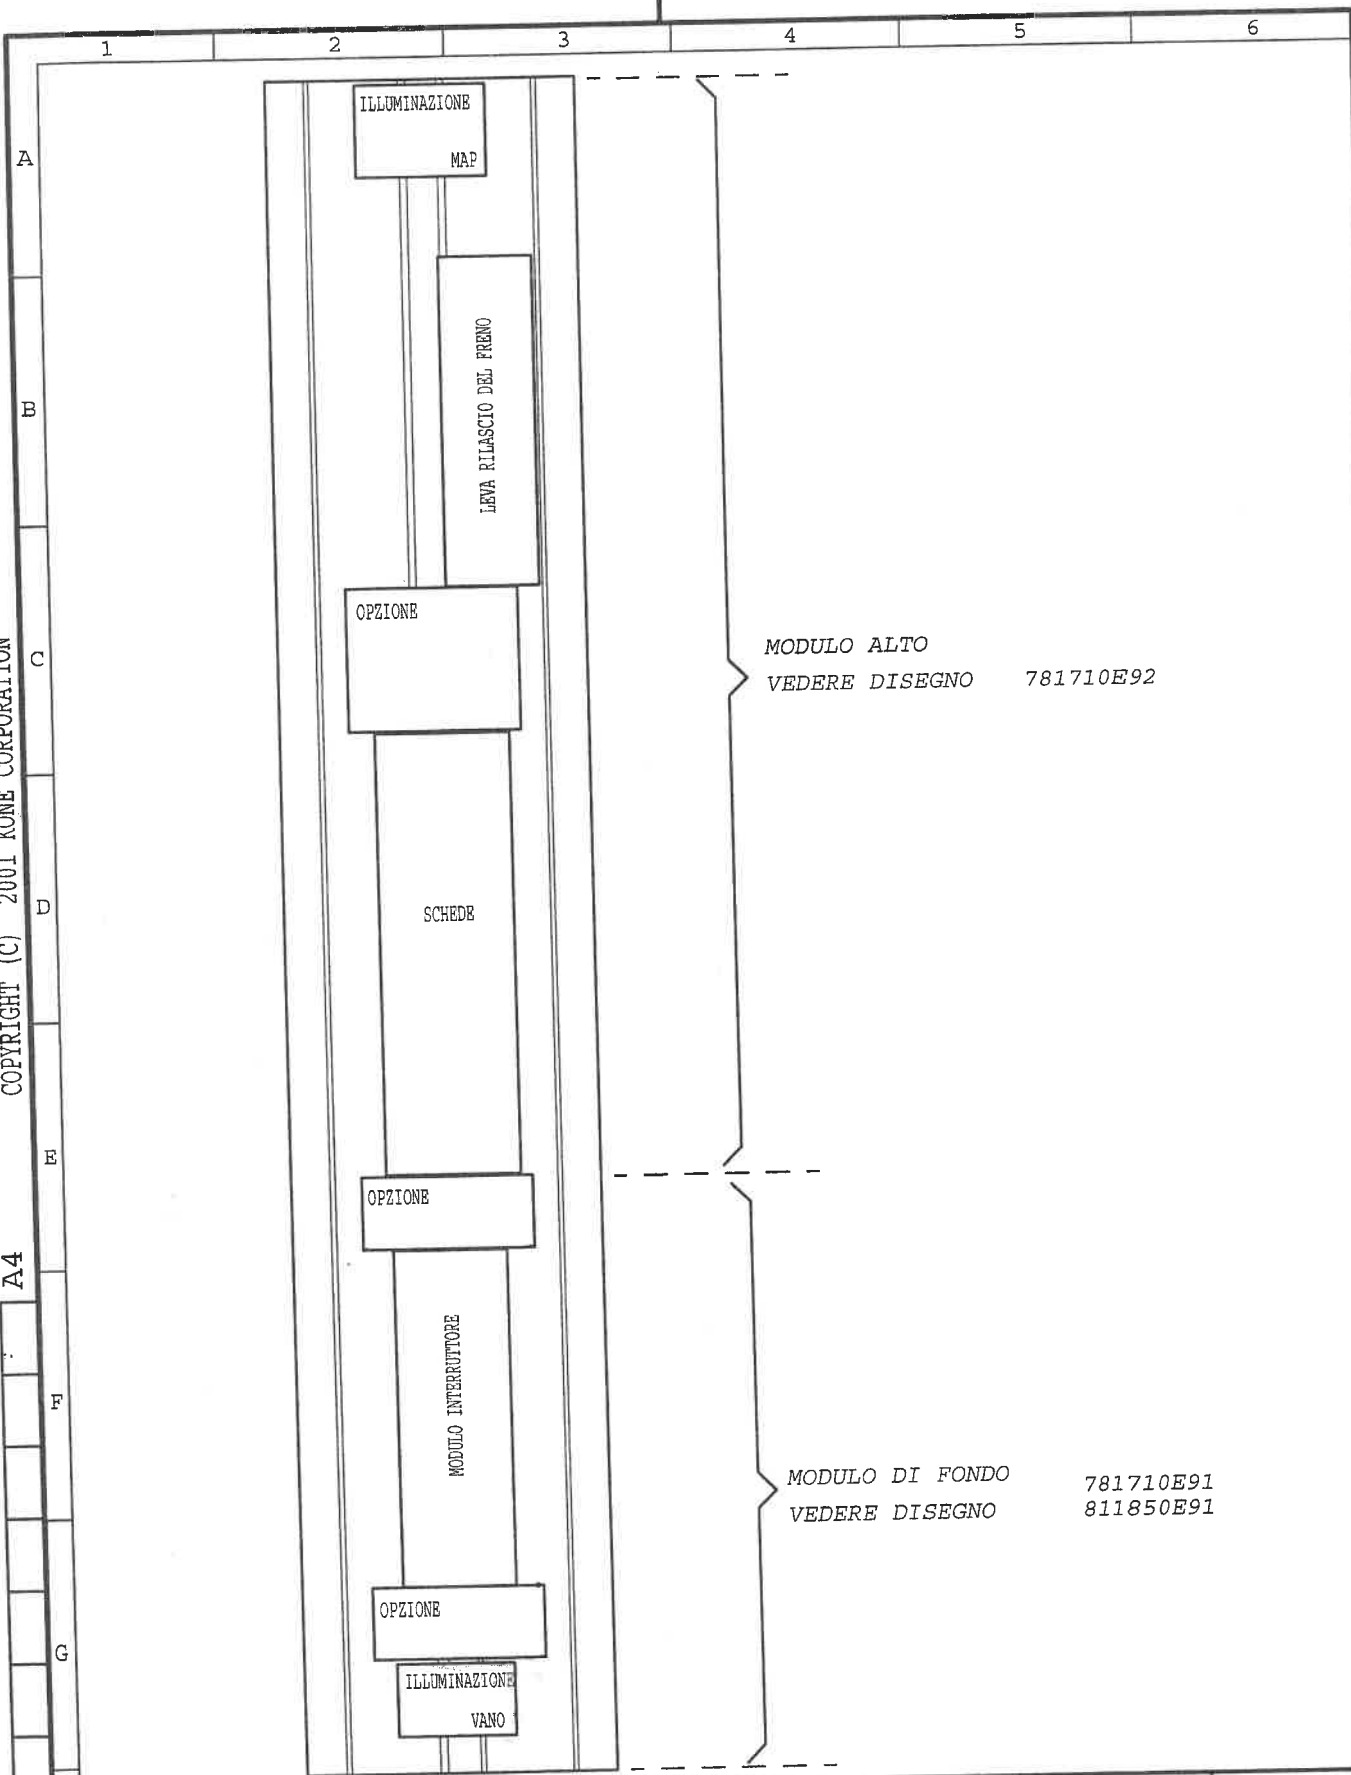 1 2 3 4 5 6
A
B
C
D
E
F
G
ILLUMINAZIONE
MAP
LEVA RILASCIO DEL FRENO
OPZIONE
MODULO ALTO
VEDERE DISEGNO 781710E92
SCHEDE
OPZIONE
MODULO INTERRUTTORE
MODULO DI FONDO 781710E91
VEDERE DISEGNO 811850E91
OPZIONE
ILLUMINAZIONE
VANO
COPYRIGHT (C) 2001 KONE CORPORATION
A4